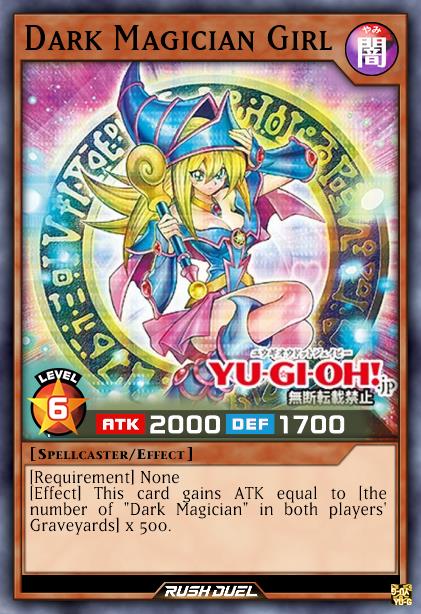 DARK MAGICIAN GIRL
やみ
闇
ユウギオウドットジェイピー
YU-GI-OH!.jp
無断転載禁止
LEVEL
6
ATK 2000 DEF 1700
[SPELLCASTER/EFFECT]
[Requirement] None
[Effect] This card gains ATK equal to [the
number of "Dark Magician" in both players'
Graveyards] x 500.
RUSH DUEL